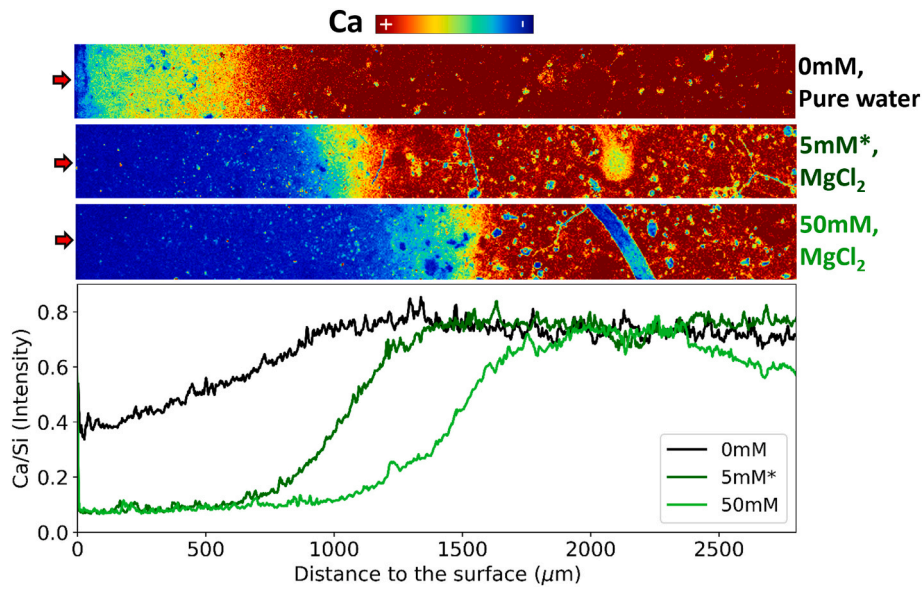 Ca + -
0mM,
Pure water
5mM*,
MgCl₂
50mM,
MgCl₂
0.8
0.6
0.4
0.2
0.0
Ca/Si (Intensity)
0mM
5mM*
50mM
0 500 1000 1500 2000 2500
Distance to the surface (μm)